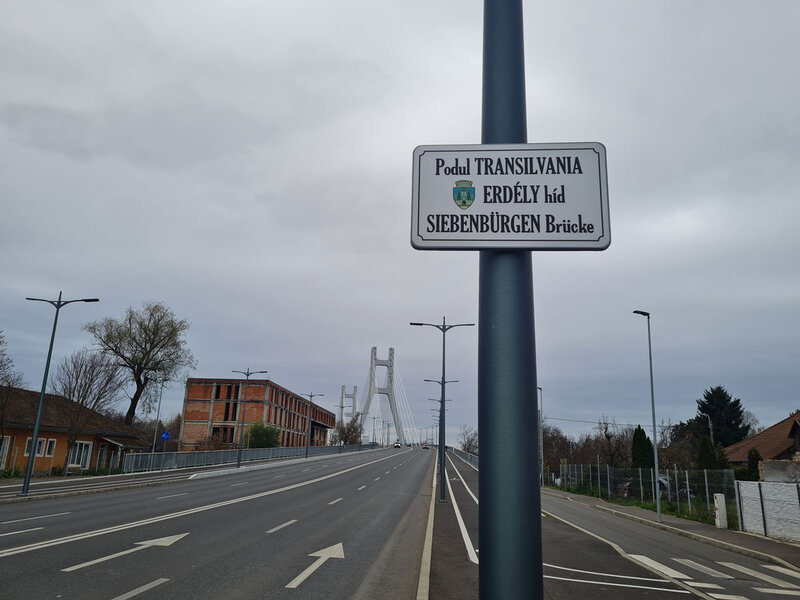 Podul TRANSILVANIA
ERDÉLY híd
SIEBENBÜRGEN Brücke